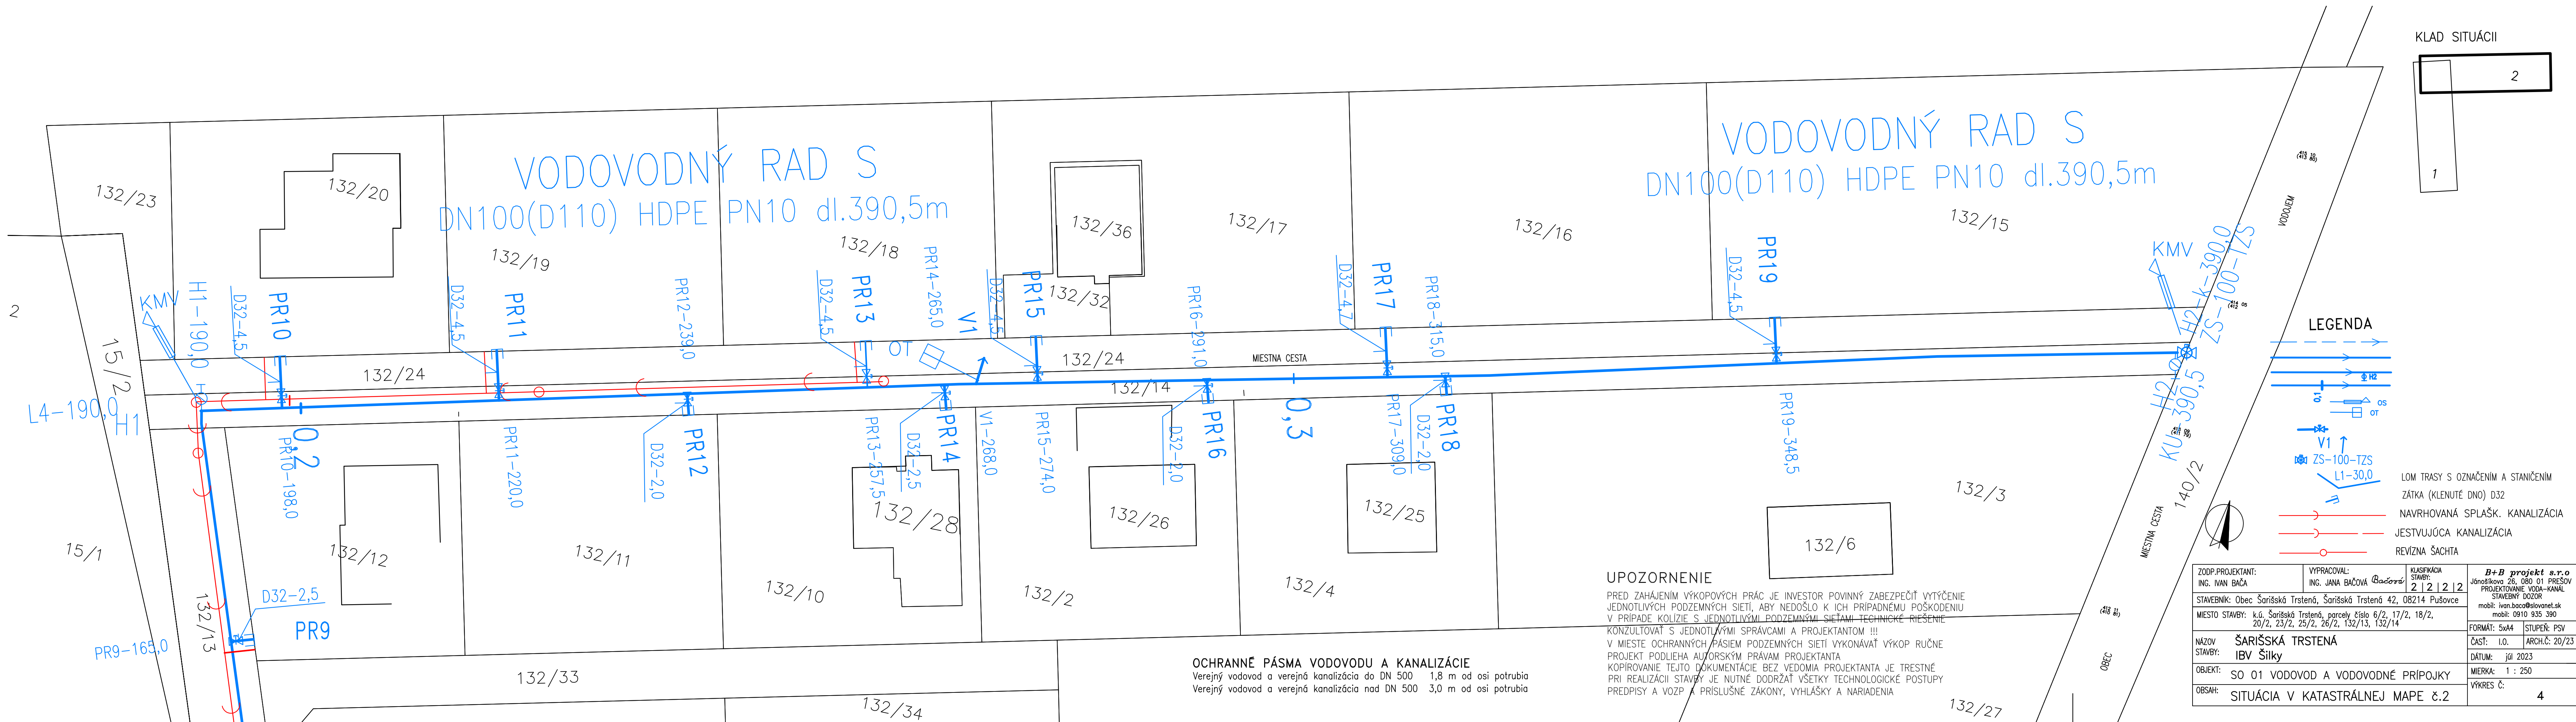 KLAD SITUÁCII
2
1
VODOVODNÝ RAD S
DN100(D110) HDPE PN10 dl.390,5m
VODOVODNÝ RAD S
DN100(D110) HDPE PN10 dl.390,5m
132/23
132/20
132/19
132/18
132/36
132/17
132/16
132/15
132/32
2
15/2
15/1
KMV
H1-190,0
D32-4,5
PR10
D32-4,5
PR11
PR12-239,0
D32-4,5
PR13
PR14-265,0
OT
V1
D32-4,5
PR15
PR16-291,0
D32-4,7
PR17
PR18-315,0
D32-4,5
PR19
KMV
H2-k-390,0
ZS-100-TZS
VODOJEM
132/24
132/24
MIESTNA CESTA
132/14
L4-190,0
H1
0,2
PR10-198,0
PR11-220,0
D32-2,0
PR12
PR13-257,5
D32-2,5
PR14
V1-268,0
PR15-274,0
D32-2,0
PR16
0,3
PR17-309,0
D32-2,0
PR18
PR19-348,5
H2
KU-390,5
140/2
MIESTNA CESTA
OBEC
132/12
132/11
132/10
132/28
132/2
132/26
132/4
132/25
132/6
132/3
132/13
D32-2,5
PR9
PR9-165,0
132/33
132/34
132/27
LEGENDA
H2
0,1
OS
OT
V1
ZS-100-TZS
L1-30,0
LOM TRASY S OZNAČENÍM A STANIČENÍM
ZÁTKA (KLENUTÉ DNO) D32
NAVRHOVANÁ SPLAŠK. KANALIZÁCIA
JESTVUJÚCA KANALIZÁCIA
REVÍZNA ŠACHTA
OCHRANNÉ PÁSMA VODOVODU A KANALIZÁCIE
Verejný vodovod a verejná kanalizácia do DN 500 1,8 m od osi potrubia
Verejný vodovod a verejná kanalizácia nad DN 500 3,0 m od osi potrubia
UPOZORNENIE
PRED ZAHÁJENÍM VÝKOPOVÝCH PRÁC JE INVESTOR POVINNÝ ZABEZPEČIŤ VYTÝČENIE
JEDNOTLIVÝCH PODZEMNÝCH SIETÍ, ABY NEDOŠLO K ICH PRÍPADNÉMU POŠKODENIU
V PRÍPADE KOLÍZIE S JEDNOTLIVÝMI PODZEMNÝMI SIEŤAMI TECHNICKÉ RIEŠENIE
KONZULTOVAŤ S JEDNOTLIVÝMI SPRÁVCAMI A PROJEKTANTOM !!!
V MIESTE OCHRANNÝCH PÁSIEM PODZEMNÝCH SIETÍ VYKONÁVAŤ VÝKOP RUČNE
PROJEKT PODLIEHA AUTORSKÝM PRÁVAM PROJEKTANTA
KOPÍROVANIE TEJTO DOKUMENTÁCIE BEZ VEDOMIA PROJEKTANTA JE TRESTNÉ
PRI REALIZÁCII STAVBY JE NUTNÉ DODRŽAŤ VŠETKY TECHNOLOGICKÉ POSTUPY
PREDPISY A VOZP A PRÍSLUŠNÉ ZÁKONY, VYHLÁŠKY A NARIADENIA
ZODP.PROJEKTANT:
ING. IVAN BAČA
VYPRACOVAL:
ING. JANA BAČOVÁ Bačová
KLASIFIKÁCIA
STAVBY:
2 | 2 | 2 | 2
B+B projekt s.r.o
Jánošíkova 26, 080 01 PREŠOV
PROJEKTOVANIE VODA-KANÁL
STAVEBNÝ DOZOR
mobil: ivan.baca@slovanet.sk
mobil: 0910 935 390
STAVEBNÍK: Obec Šarišská Trstená, Šarišská Trstená 42, 08214 Pušovce
MIESTO STAVBY: k.ú. Šarišská Trstená, parcely číslo 6/2, 17/2, 18/2,
20/2, 23/2, 25/2, 26/2, 132/13, 132/14
FORMÁT: 5xA4
STUPEŇ: PSV
NÁZOV STAVBY: ŠARIŠSKÁ TRSTENÁ
IBV Šilky
ČASŤ: I.O.
ARCH.Č: 20/23
DÁTUM: júl 2023
OBJEKT: SO 01 VODOVOD A VODOVODNÉ PRÍPOJKY
MIERKA: 1 : 250
OBSAH: SITUÁCIA V KATASTRÁLNEJ MAPE č.2
VÝKRES Č:
4